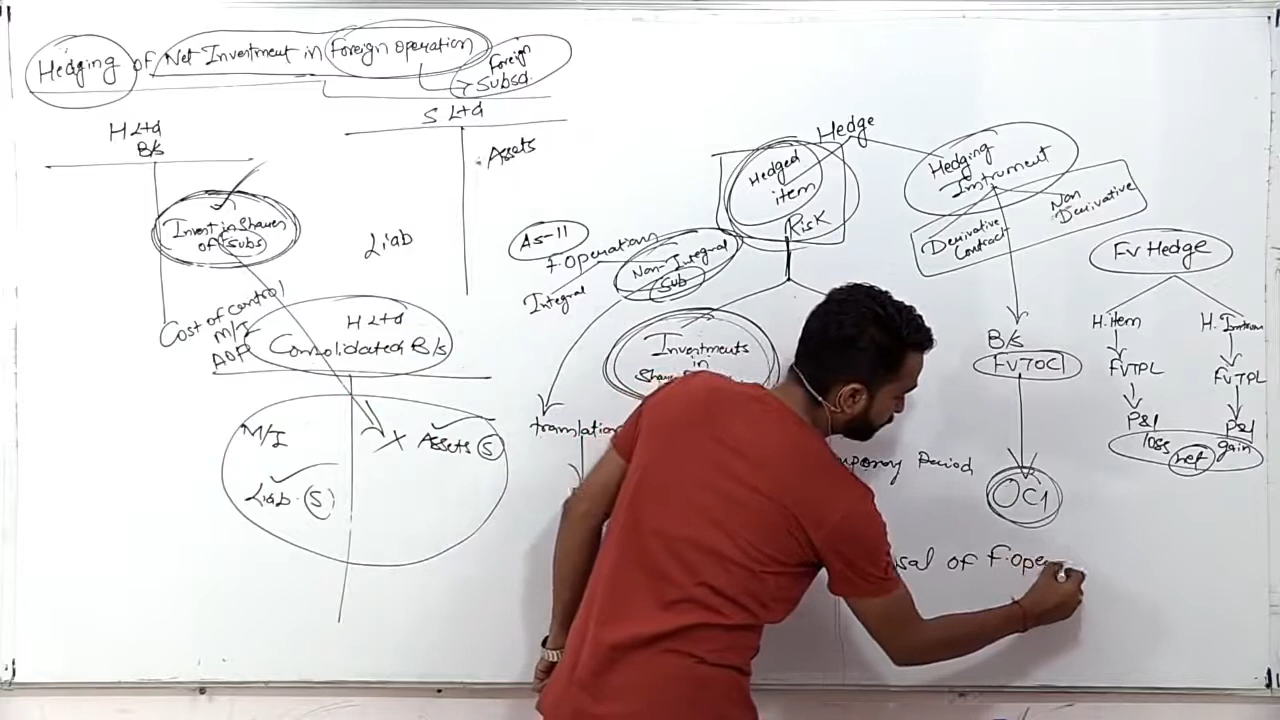 Hedging of Net Investment in Foreign operation
Foreign
Subsd.
H Ltd
B/s
Invest in Shares
of Subs
Cost of control
M/I
AOP
S Ltd
Assets
Liab
H Ltd
Consolidated B/s
M/I
Liab. (S)
X Assets (S)
Hedge
Hedged
item
Risk
Hedging
Instrument
Derivative
Contract
Non
Derivative
As-11
F. Operation
Integral
Non-Integral
Sub
translation
Investments
in
B/s
FVTOCI
OCI
Period
of F.ope
FV Hedge
H.item
FVTPL
P&l
loss
H. Instrum
FVTPL
P&l
gain
net